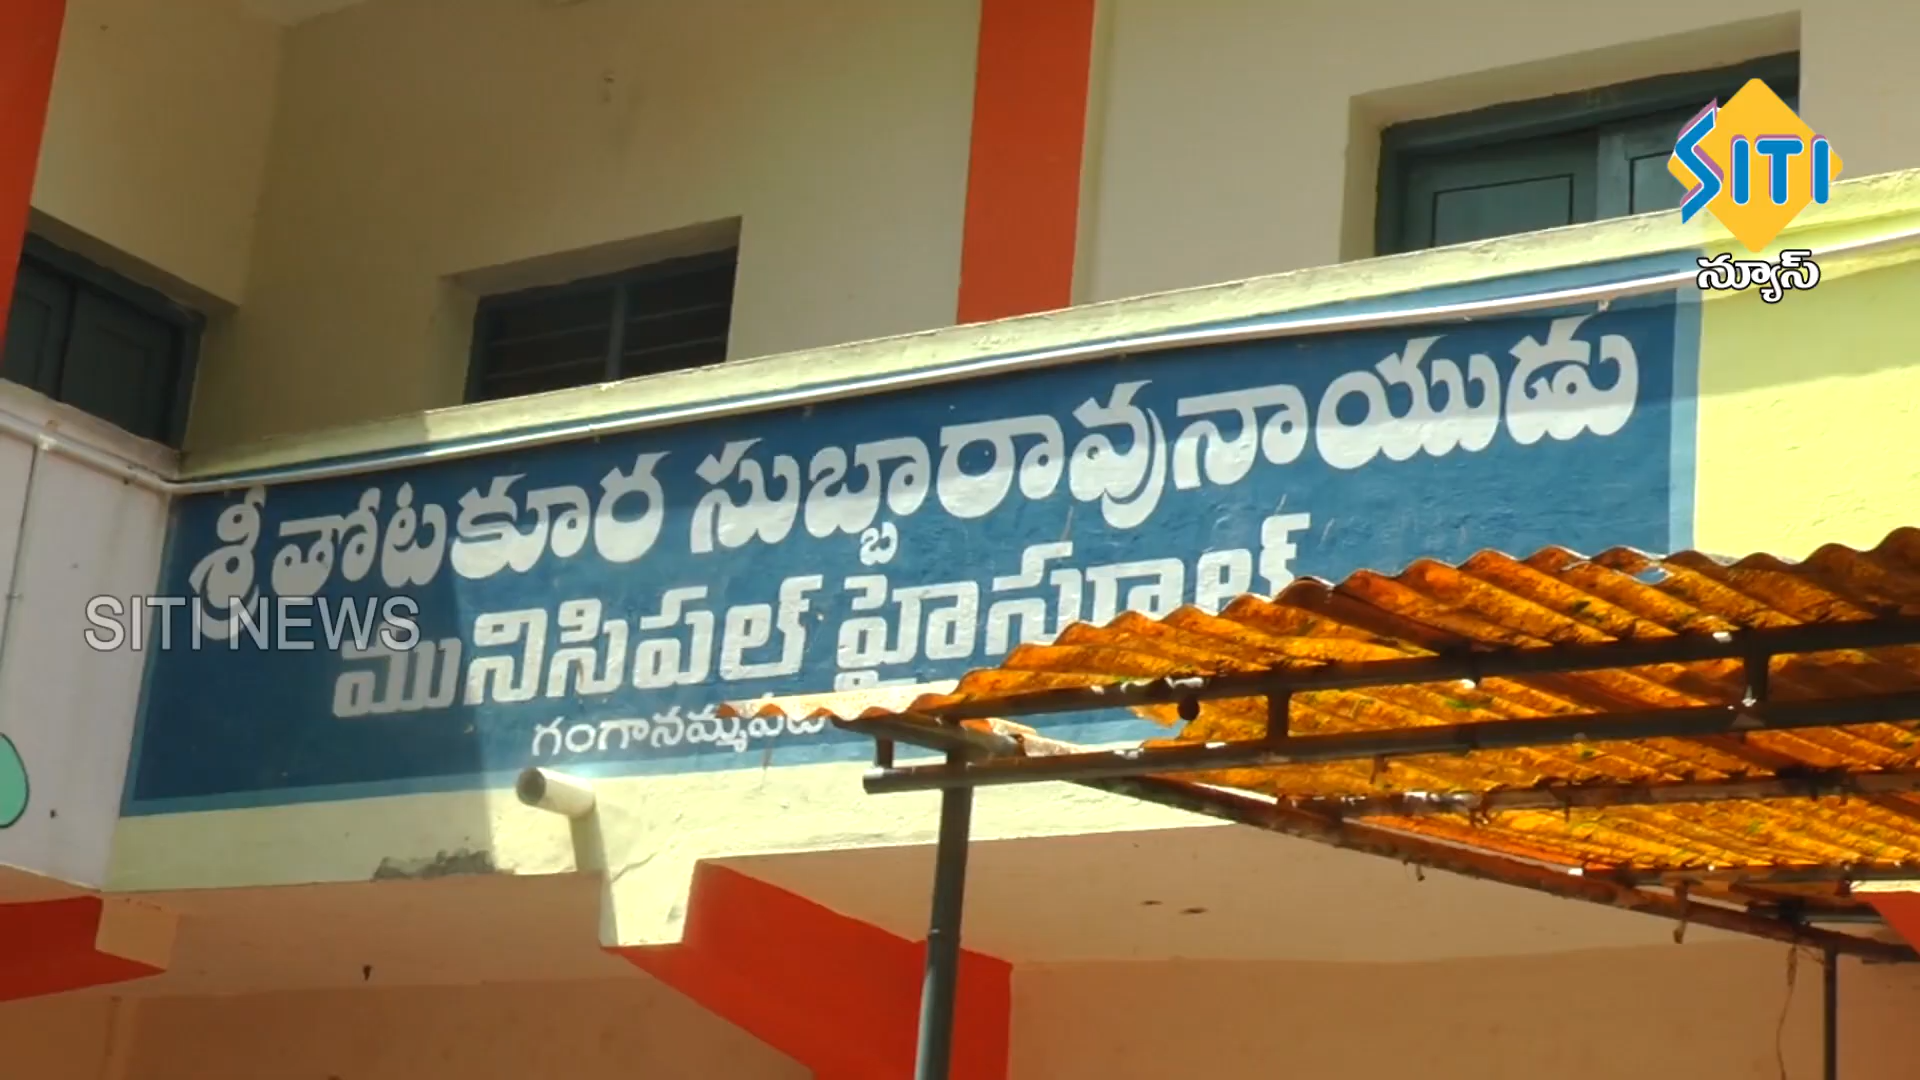 SITI
న్యూస్
శ్రీ తోటకూర సుబ్బారావునాయుడు
మునిసిపల్ హైస్కూల్
SITI NEWS